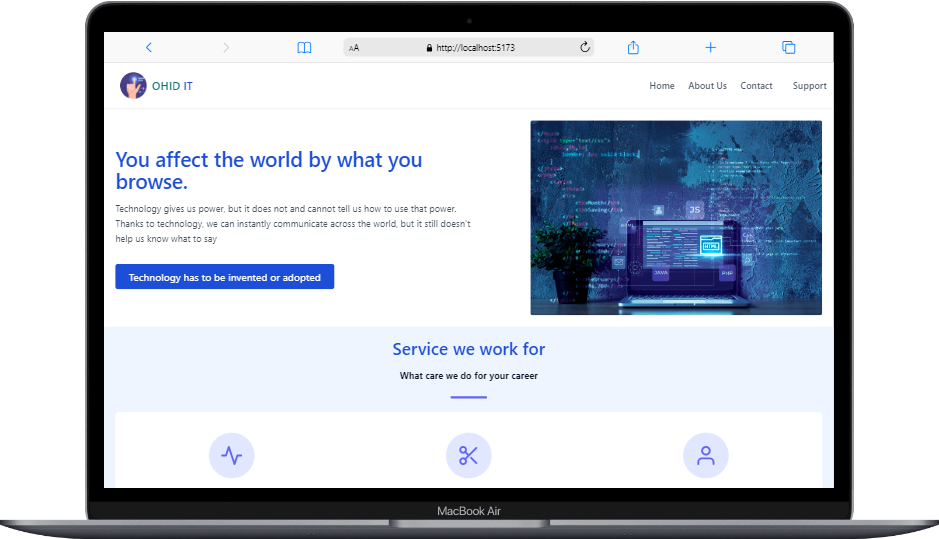 AA
http://localhost:5173
OHID IT
Home About Us Contact Support
You affect the world by what you
browse.
Technology gives us power, but it does not and cannot tell us how to use that power.
Thanks to technology, we can instantly communicate across the world, but it still doesn't
help us know what to say
Technology has to be invented or adopted
JS
HTML
JAVA
PHP
Service we work for
What care we do for your career
MacBook Air